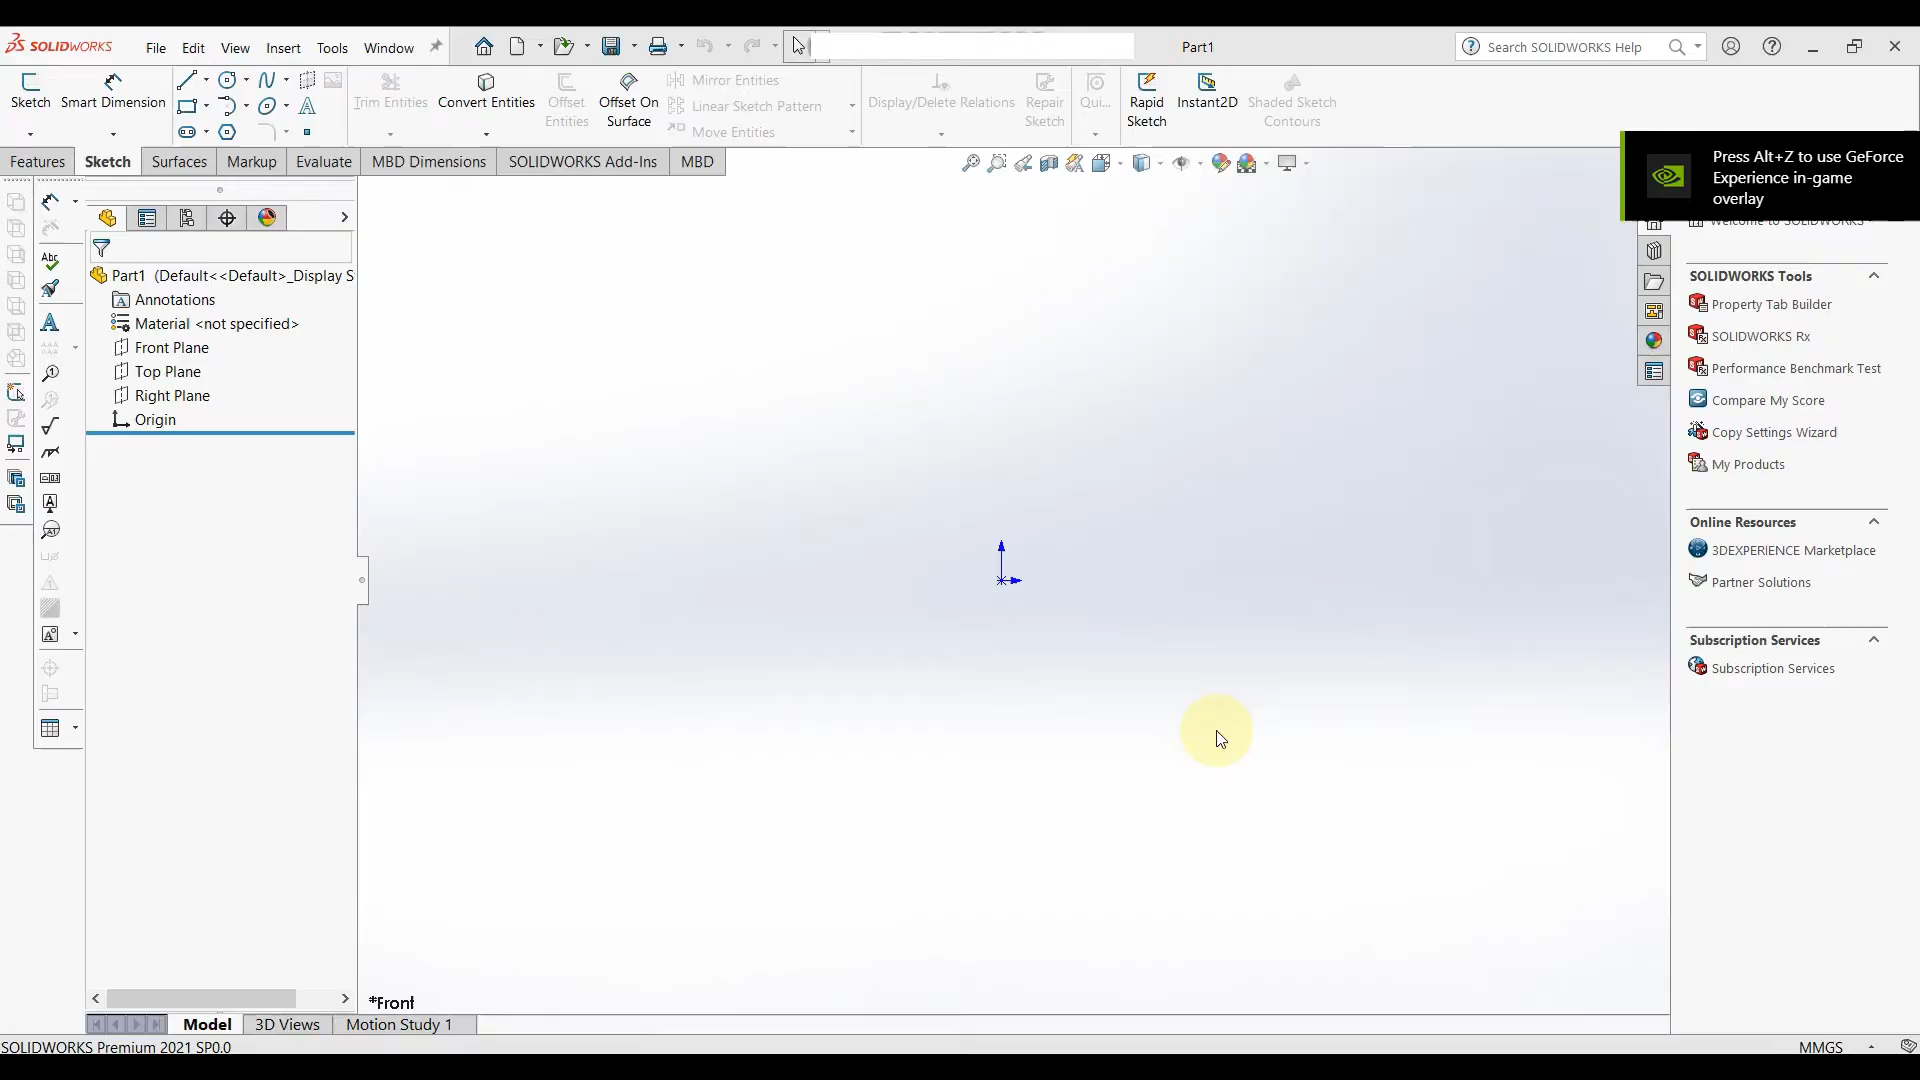 SOLIDWORKS
File Edit View Insert Tools Window
Part1
Search SOLIDWORKS Help
Sketch
Smart Dimension
Trim Entities
Convert Entities
Offset
Entities
Offset On
Surface
Mirror Entities
Linear Sketch Pattern
Move Entities
Display/Delete Relations
Repair
Sketch
Qui...
Rapid
Sketch
Instant2D
Shaded Sketch
Contours
Features Sketch Surfaces Markup Evaluate MBD Dimensions SOLIDWORKS Add-Ins MBD
Press Alt+Z to use GeForce
Experience in-game
overlay
Welcome to SOLIDWORKS
Part1 (Default<<Default>_Display S
Annotations
Material <not specified>
Front Plane
Top Plane
Right Plane
Origin
SOLIDWORKS Tools
Property Tab Builder
SOLIDWORKS Rx
Performance Benchmark Test
Compare My Score
Copy Settings Wizard
My Products
Online Resources
3DEXPERIENCE Marketplace
Partner Solutions
Subscription Services
Subscription Services
*Front
Model 3D Views Motion Study 1
SOLIDWORKS Premium 2021 SP0.0
MMGS